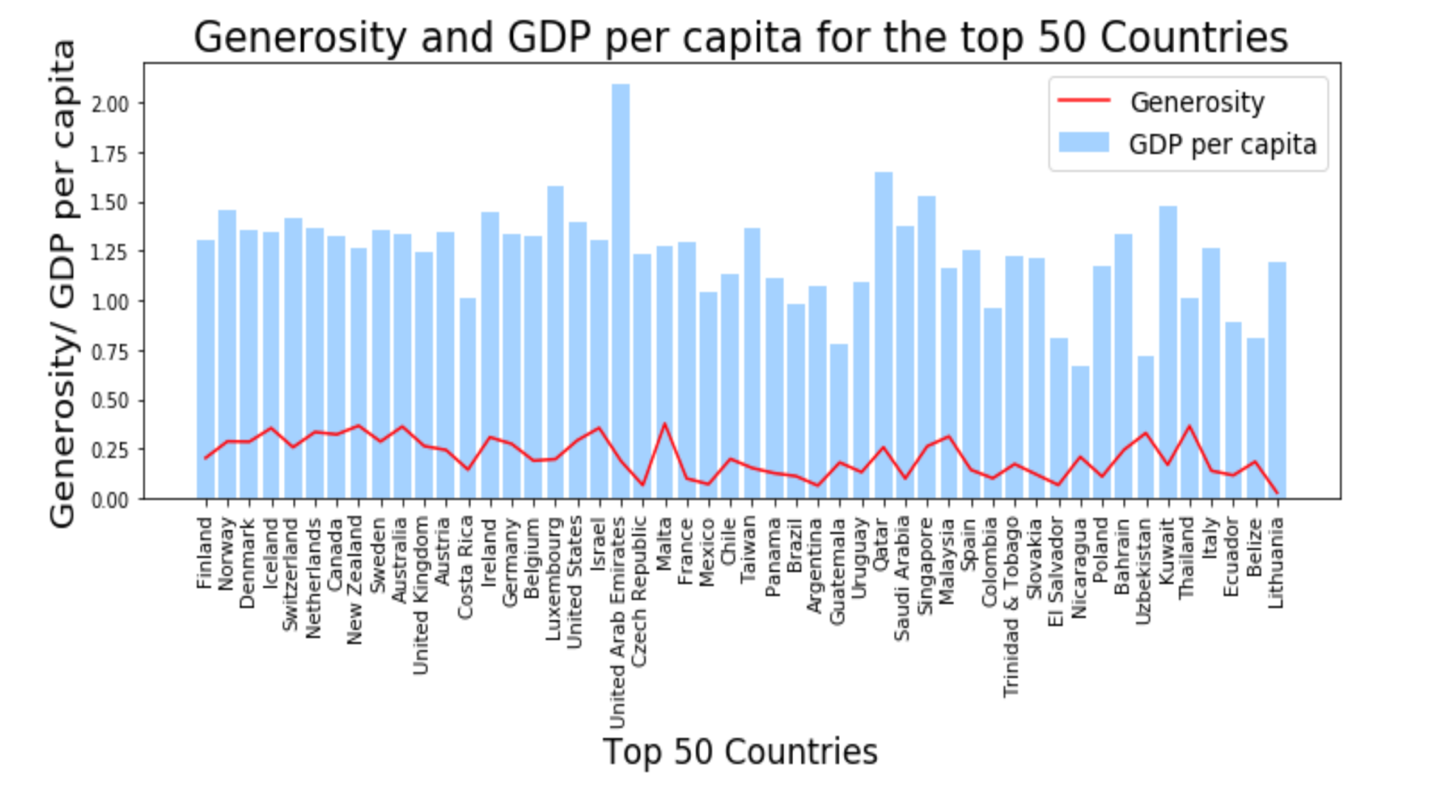 Generosity and GDP per capita for the top 50 Countries
Generosity/ GDP per capita
2.00
1.75
1.50
1.25
1.00
0.75
0.50
0.25
0.00
Generosity
GDP per capita
Finland
Norway
Denmark
Iceland
Switzerland
Netherlands
Canada
New Zealand
Sweden
Australia
United Kingdom
Austria
Costa Rica
Ireland
Germany
Belgium
Luxembourg
United States
Israel
United Arab Emirates
Czech Republic
Malta
France
Mexico
Chile
Taiwan
Panama
Brazil
Argentina
Guatemala
Uruguay
Qatar
Saudi Arabia
Singapore
Malaysia
Spain
Colombia
Trinidad & Tobago
Slovakia
El Salvador
Nicaragua
Poland
Bahrain
Uzbekistan
Kuwait
Thailand
Italy
Ecuador
Belize
Lithuania
Top 50 Countries